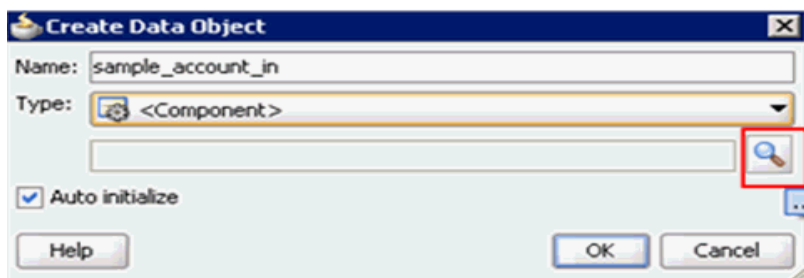 Create Data Object
Name: sample_account_in
Type: <Component>
Auto initialize
Help OK Cancel